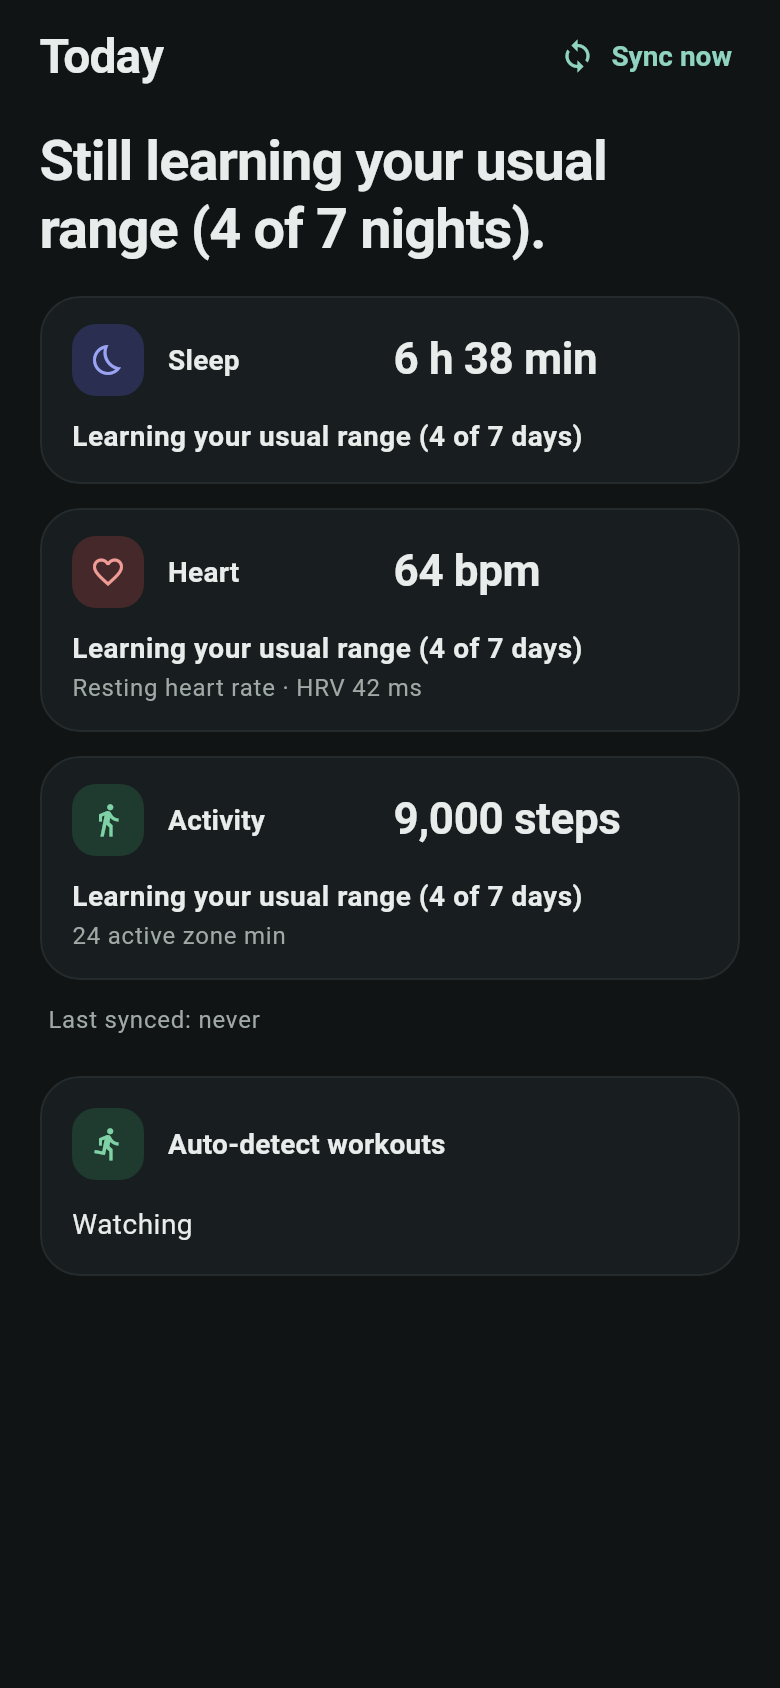 Today
Sync now
Still learning your usual
range (4 of 7 nights).
Sleep
6 h 38 min
Learning your usual range (4 of 7 days)
Heart
64 bpm
Learning your usual range (4 of 7 days)
Resting heart rate · HRV 42 ms
Activity
9,000 steps
Learning your usual range (4 of 7 days)
24 active zone min
Last synced: never
Auto-detect workouts
Watching